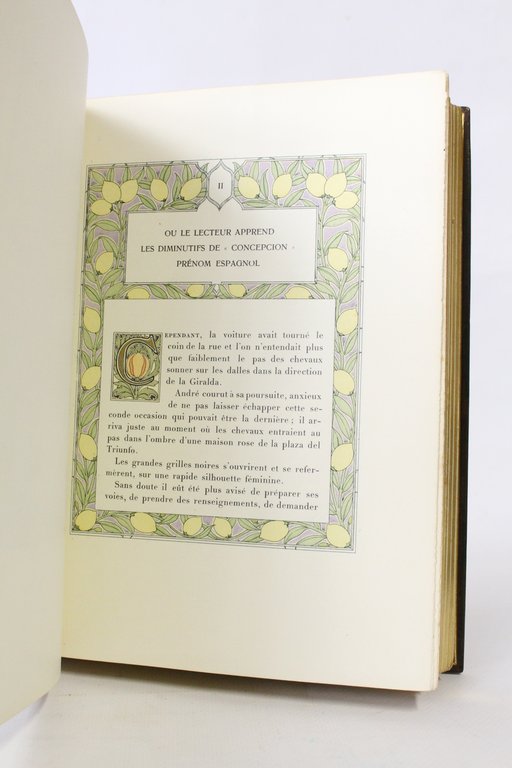 II
OU LE LECTEUR APPREND
LES DIMINUTIFS DE « CONCEPCION »
PRÉNOM ESPAGNOL
CEPENDANT, la voiture avait tourné le
coin de la rue et l'on n'entendait plus
que faiblement le pas des chevaux
sonner sur les dalles dans la direction
de la Giralda.
André courut à sa poursuite, anxieux
de ne pas laisser échapper cette se-
conde occasion qui pouvait être la dernière ; il ar-
riva juste au moment où les chevaux entraient au
pas dans l'ombre d'une maison rose de la plaza del
Triunfo.
Les grandes grilles noires s'ouvrirent et se refer-
mèrent, sur une rapide silhouette féminine.
Sans doute il eût été plus avisé de préparer ses
voies, de prendre des renseignements, de demander